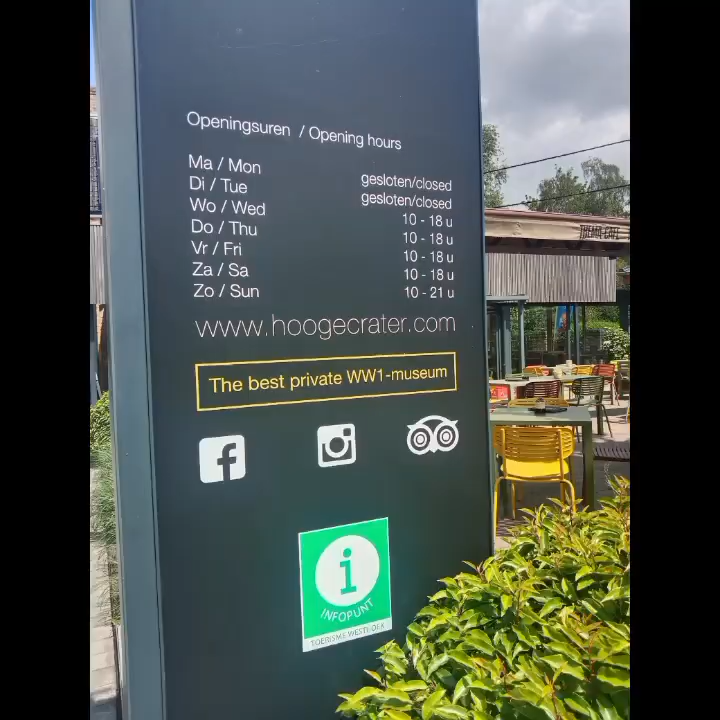 Openingsuren / Opening hours
Ma / Mon gesloten/closed
Di / Tue gesloten/closed
Wo / Wed 10 - 18 u
Do / Thu 10 - 18 u
Vr / Fri 10 - 18 u
Za / Sa 10 - 18 u
Zo / Sun 10 - 21 u
www.hoogecrater.com
The best private WW1-museum
i
INFOPUNT
TOERISME WESTHOEK